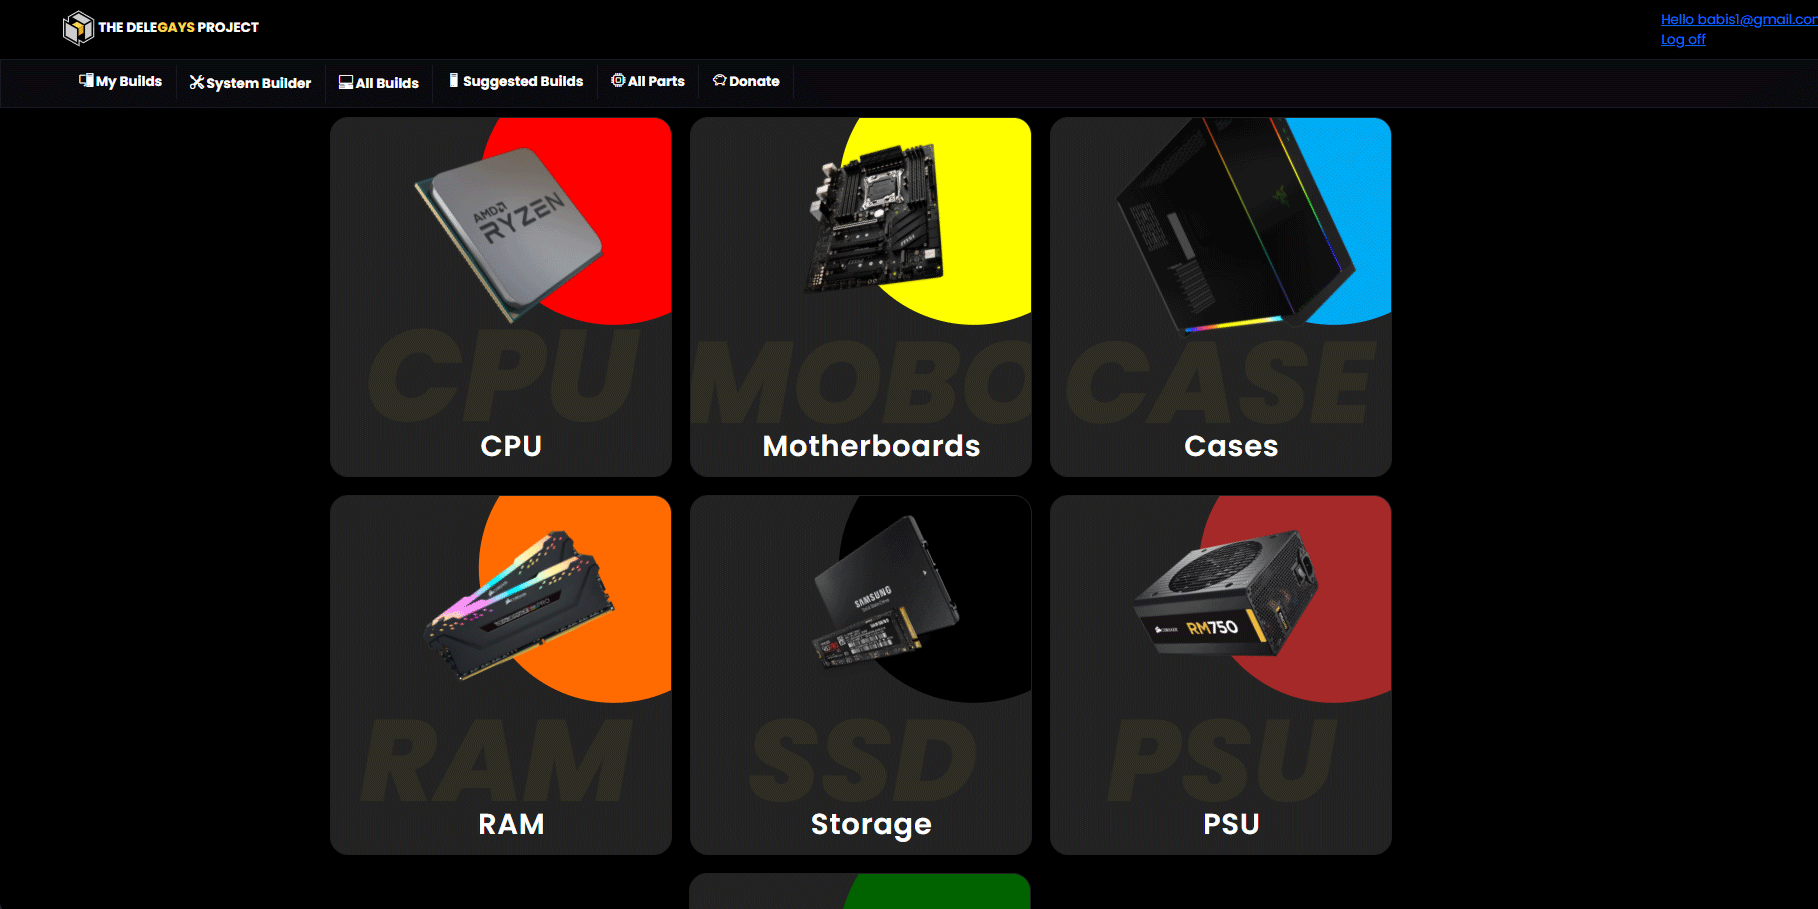 THE DELEGAYS PROJECT
Hello babis1@gmail.com
Log off
My Builds
System Builder
All Builds
Suggested Builds
All Parts
Donate
AMD
RYZEN
CPU
MOBO
CASE
CPU
Motherboards
Cases
SAMSUNG
RM750
RAM
SSD
PSU
RAM
Storage
PSU